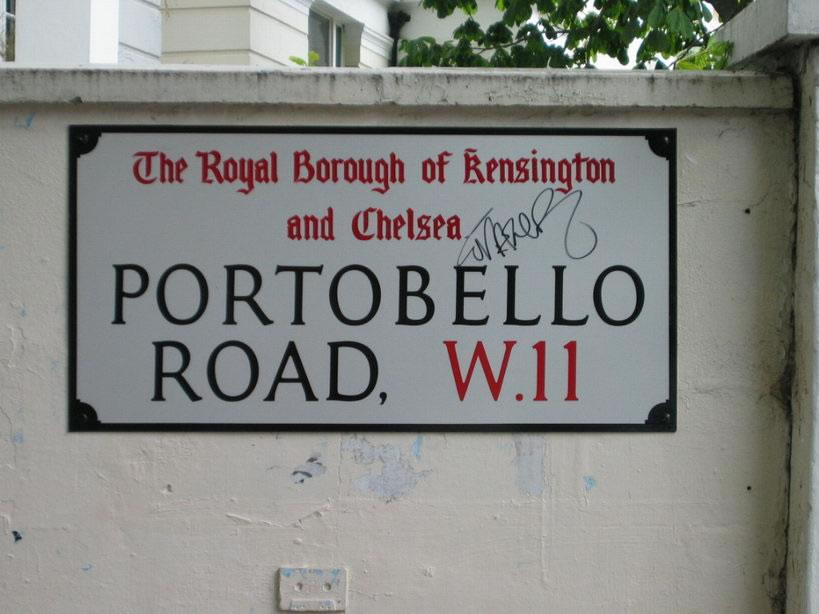 The Royal Borough of Kensington
and Chelsea
PORTOBELLO
ROAD, W.11